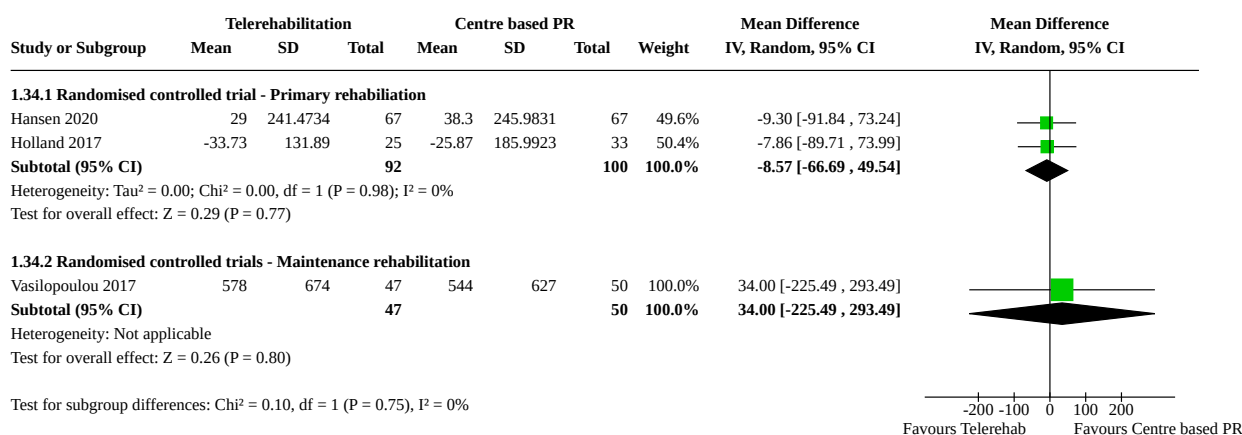 Telerehabilitation Centre based PR Mean Difference Mean Difference
Study or Subgroup Mean SD Total Mean SD Total Weight IV, Random, 95% CI IV, Random, 95% CI
1.34.1 Randomised controlled trial - Primary rehabiliation
Hansen 2020 29 241.4734 67 38.3 245.9831 67 49.6% -9.30 [-91.84 , 73.24]
Holland 2017 -33.73 131.89 25 -25.87 185.9923 33 50.4% -7.86 [-89.71 , 73.99]
Subtotal (95% CI) 92 100 100.0% -8.57 [-66.69 , 49.54]
Heterogeneity: Tau² = 0.00; Chi² = 0.00, df = 1 (P = 0.98); I² = 0%
Test for overall effect: Z = 0.29 (P = 0.77)
1.34.2 Randomised controlled trials - Maintenance rehabilitation
Vasilopoulou 2017 578 674 47 544 627 50 100.0% 34.00 [-225.49 , 293.49]
Subtotal (95% CI) 47 50 100.0% 34.00 [-225.49 , 293.49]
Heterogeneity: Not applicable
Test for overall effect: Z = 0.26 (P = 0.80)
Test for subgroup differences: Chi² = 0.10, df = 1 (P = 0.75), I² = 0%
-200 -100 0 100 200
Favours Telerehab Favours Centre based PR